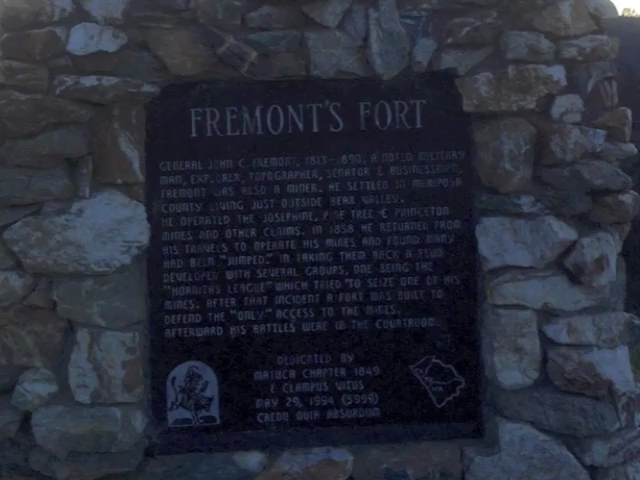 FREMONT'S FORT
GENERAL JOHN C. FREMONT, 1813-1890, A NOTED MILITARY
MAN, EXPLORER, TOPOGRAPHER, SENATOR & BUSINESSMAN,
FREMONT WAS ALSO A MINER. HE SETTLED IN MARIPOSA
COUNTY LIVING JUST OUTSIDE BEAR VALLEY.
HE OPERATED THE JOSEPHINE, PINE TREE & PRINCETON
MINES AND OTHER CLAIMS. IN 1858 HE RETURNED FROM
HIS TRAVELS TO OPERATE HIS MINES AND FOUND MANY
HAD BEEN "JUMPED." IN TAKING THEM BACK A FEUD
DEVELOPED WITH SEVERAL GROUPS, ONE BEING THE
"HORNITAS LEAGUE" WHICH TRIED TO SEIZE ONE OF HIS
MINES. AFTER THAT INCIDENT A FORT WAS BUILT TO
DEFEND THE "ONLY" ACCESS TO THE MINES.
AFTERWARD HIS BATTLES WERE IN THE COURTROOM.
DEDICATED BY
MATUCA CHAPTER 1849
E CLAMPUS VITUS
MAY 29, 1994 (5999)
CREDO QUIA ABSURDUM